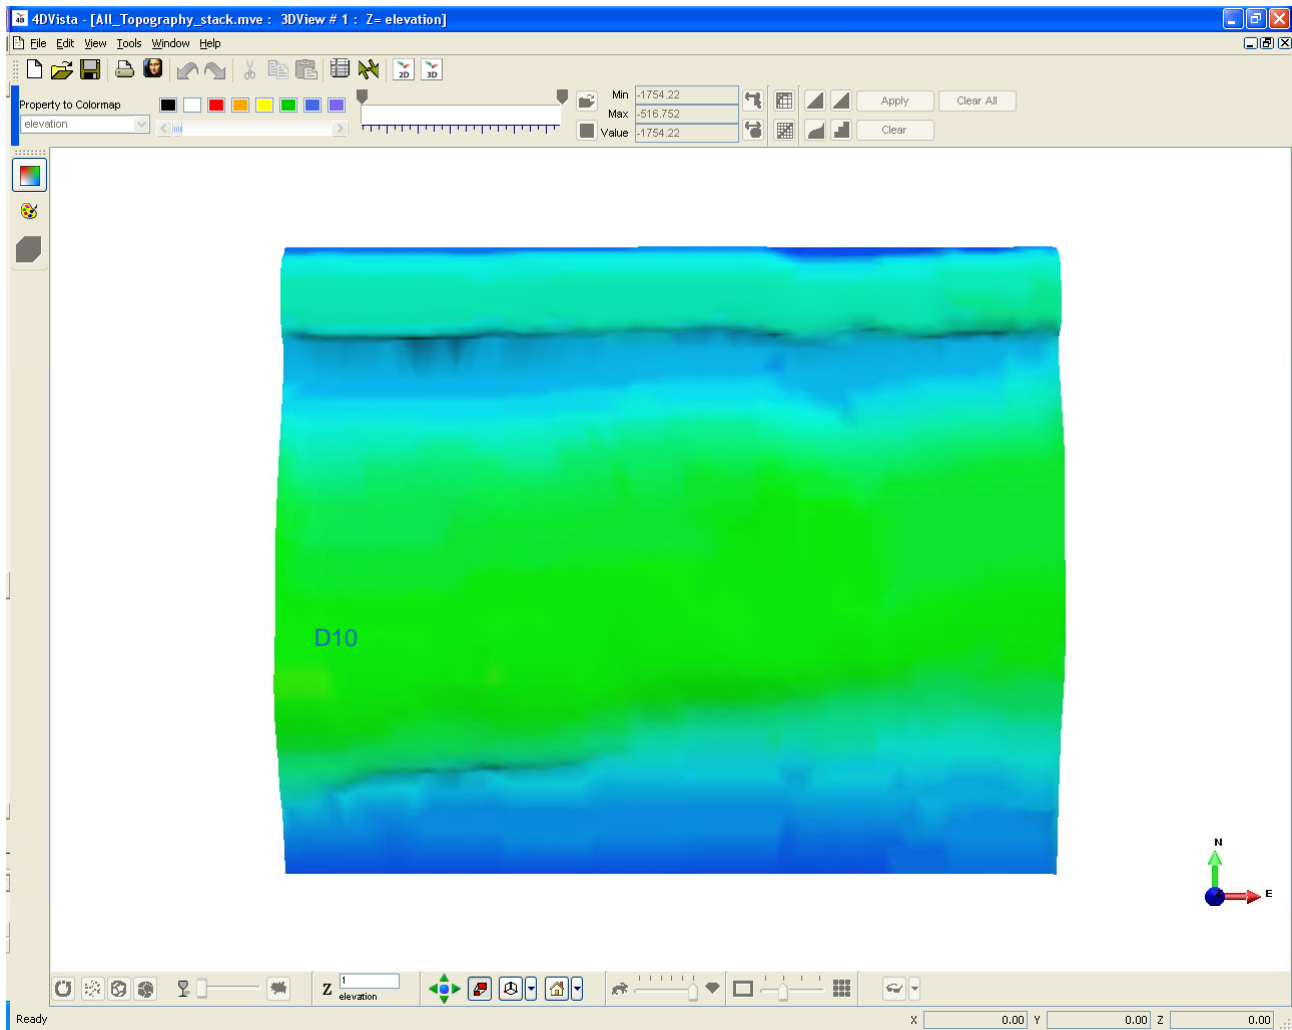 4DVista - [All_Topography_stack.mve : 3DView # 1 : Z= elevation]
File Edit View Tools Window Help
2D 3D
Property to Colormap
elevation
Min -1754.22
Max -516.752
Value -1754.22
Apply Clear All
Clear
D10
N
E
Z 1
elevation
Ready
X 0.00 Y 0.00 Z 0.00